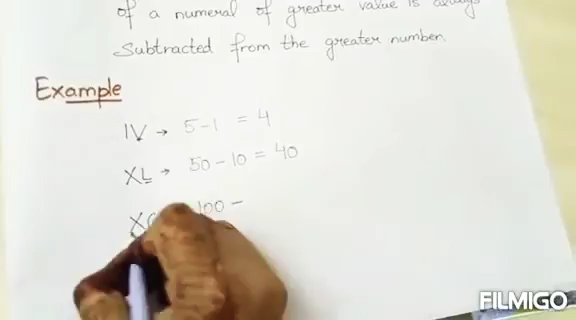 of a numeral of greater value is always
Subtracted from the greater number.
Example
IV → 5-1 = 4
XL → 50-10 = 40
XC 100 -
FILMIGO